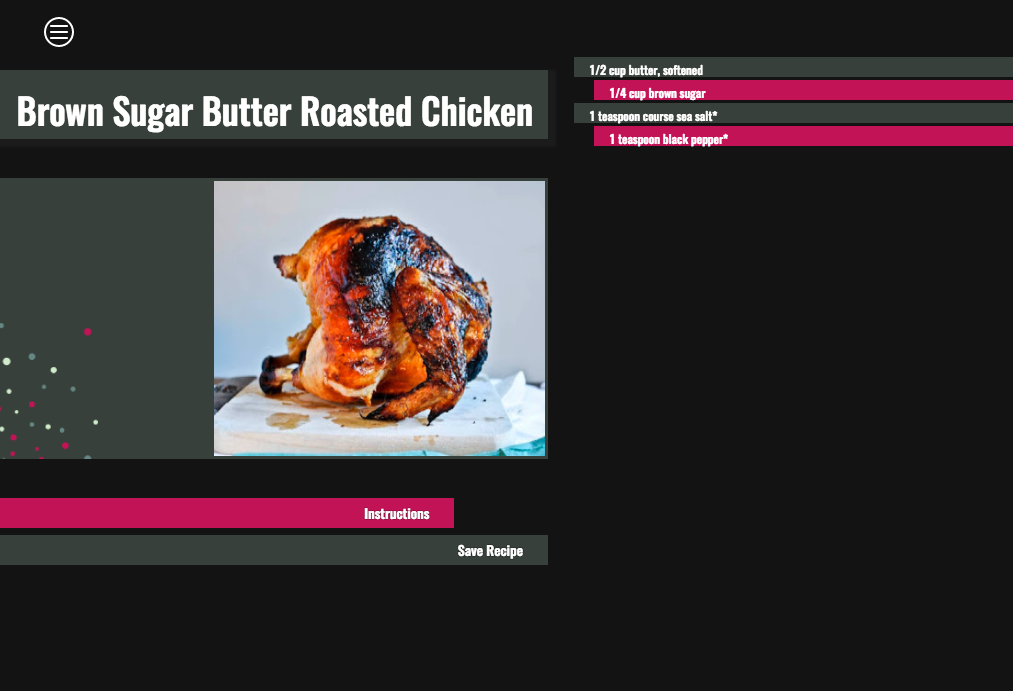 Brown Sugar Butter Roasted Chicken
1/2 cup butter, softened
1/4 cup brown sugar
1 teaspoon course sea salt*
1 teaspoon black pepper*
Instructions
Save Recipe